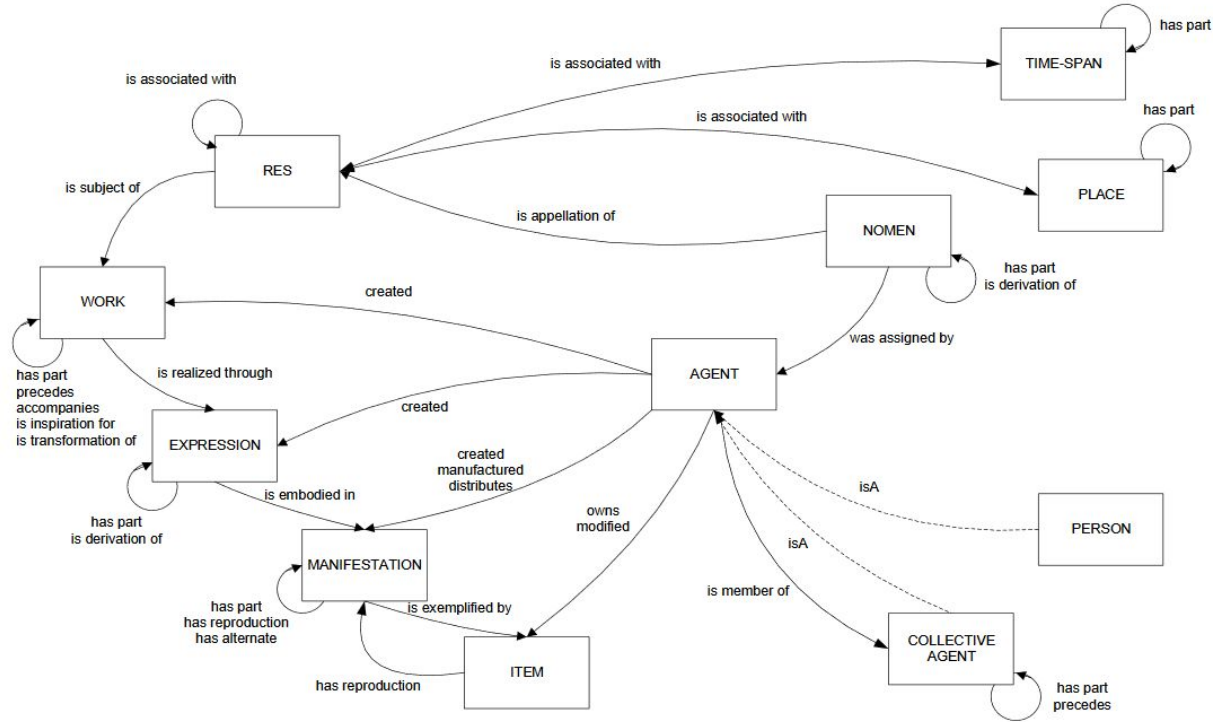 has part
is associated with
TIME-SPAN
is associated with
has part
is associated with
RES
PLACE
is subject of
is appellation of
NOMEN
has part
is derivation of
created
WORK
was assigned by
has part
precedes
accompanies
is inspiration for
is transformation of
is realized through
AGENT
created
EXPRESSION
created
manufactured
distributes
has part
is derivation of
is embodied in
owns
modified
isA
PERSON
isA
MANIFESTATION
is member of
has part
has reproduction
has alternate
is exemplified by
COLLECTIVE
AGENT
ITEM
has reproduction
has part
precedes